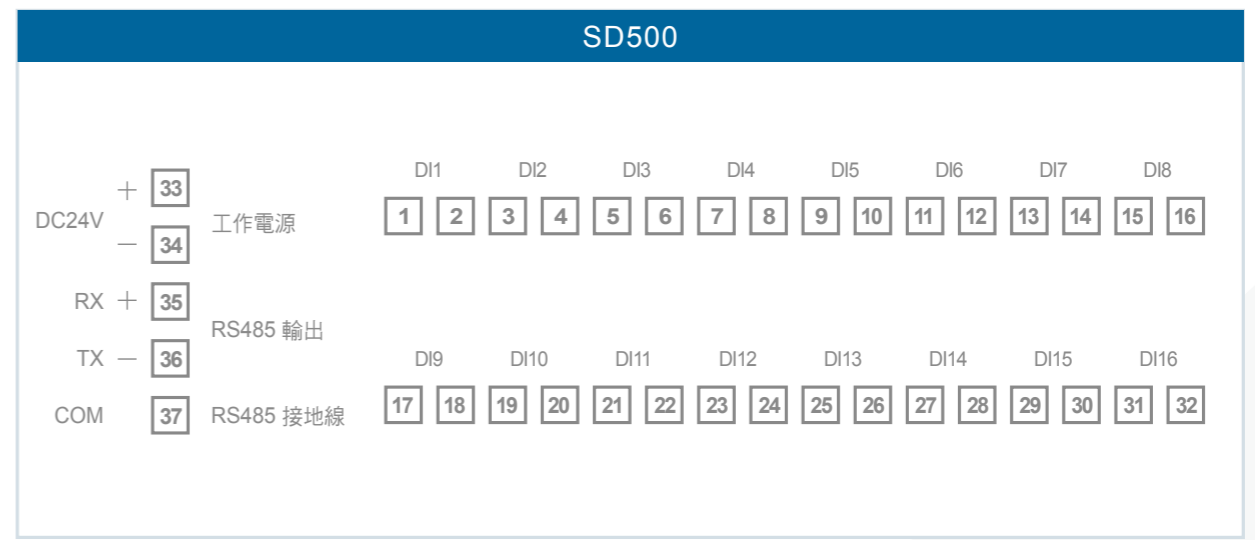 SD500
DI1 DI2 DI3 DI4 DI5 DI6 DI7 DI8
+ 33
DC24V 工作電源 1 2 3 4 5 6 7 8 9 10 11 12 13 14 15 16
− 34
RX + 35
RS485 輸出
TX − 36 DI9 DI10 DI11 DI12 DI13 DI14 DI15 DI16
COM 37 RS485 接地線 17 18 19 20 21 22 23 24 25 26 27 28 29 30 31 32